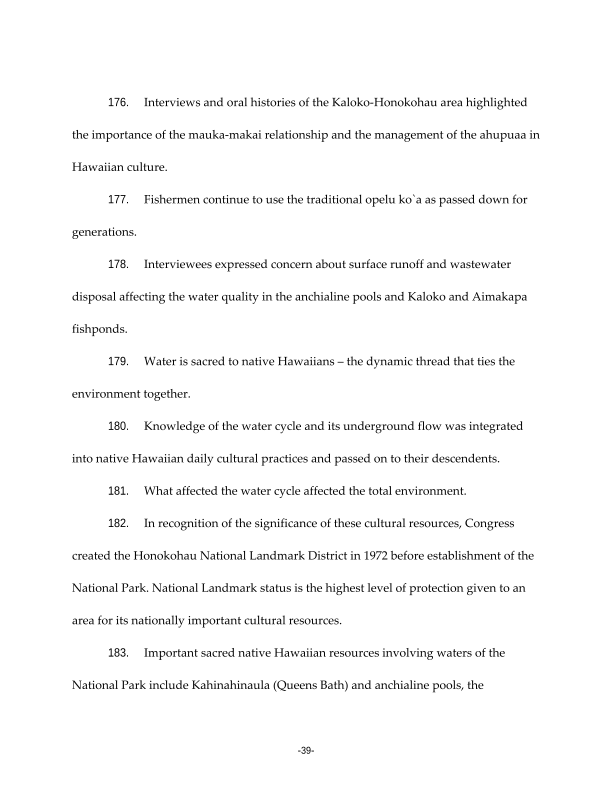 176. Interviews and oral histories of the Kaloko-Honokohau area highlighted
the importance of the mauka-makai relationship and the management of the ahupuaa in
Hawaiian culture.
177. Fishermen continue to use the traditional opelu ko`a as passed down for
generations.
178. Interviewees expressed concern about surface runoff and wastewater
disposal affecting the water quality in the anchialine pools and Kaloko and Aimakapa
fishponds.
179. Water is sacred to native Hawaiians – the dynamic thread that ties the
environment together.
180. Knowledge of the water cycle and its underground flow was integrated
into native Hawaiian daily cultural practices and passed on to their descendents.
181. What affected the water cycle affected the total environment.
182. In recognition of the significance of these cultural resources, Congress
created the Honokohau National Landmark District in 1972 before establishment of the
National Park. National Landmark status is the highest level of protection given to an
area for its nationally important cultural resources.
183. Important sacred native Hawaiian resources involving waters of the
National Park include Kahinahinaula (Queens Bath) and anchialine pools, the
-39-